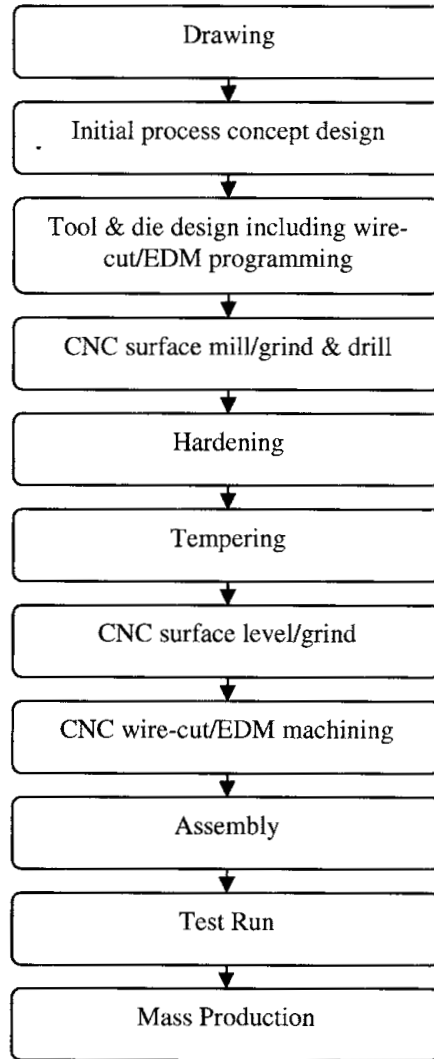 Drawing
Initial process concept design
Tool & die design including wire-
cut/EDM programming
CNC surface mill/grind & drill
Hardening
Tempering
CNC surface level/grind
CNC wire-cut/EDM machining
Assembly
Test Run
Mass Production